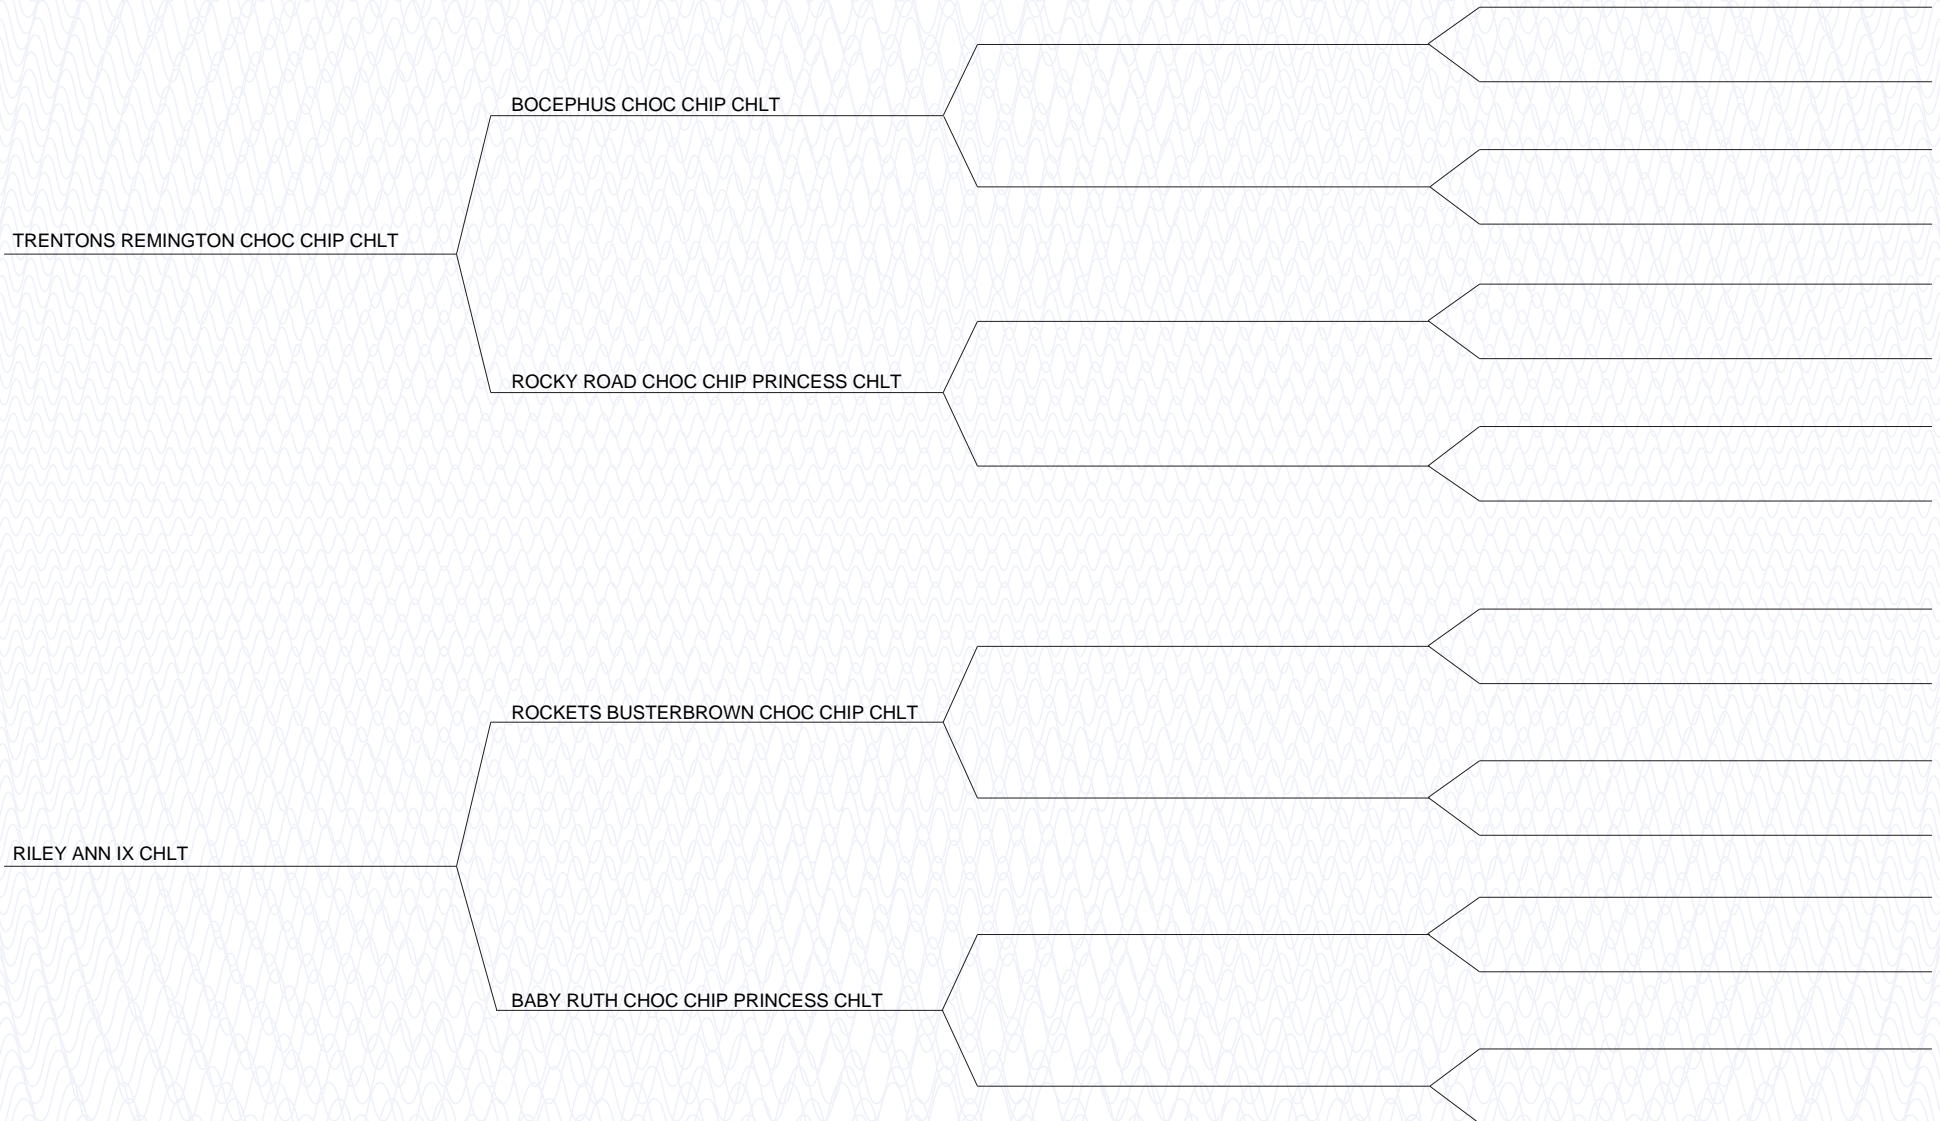 BOCEPHUS CHOC CHIP CHLT
TRENTONS REMINGTON CHOC CHIP CHLT
ROCKY ROAD CHOC CHIP PRINCESS CHLT
ROCKETS BUSTERBROWN CHOC CHIP CHLT
RILEY ANN IX CHLT
BABY RUTH CHOC CHIP PRINCESS CHLT